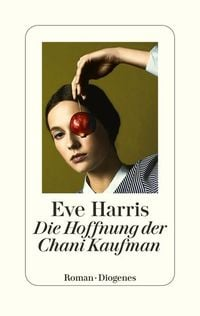 Eve Harris
Die Hoffnung der
Chani Kaufman
Roman · Diogenes